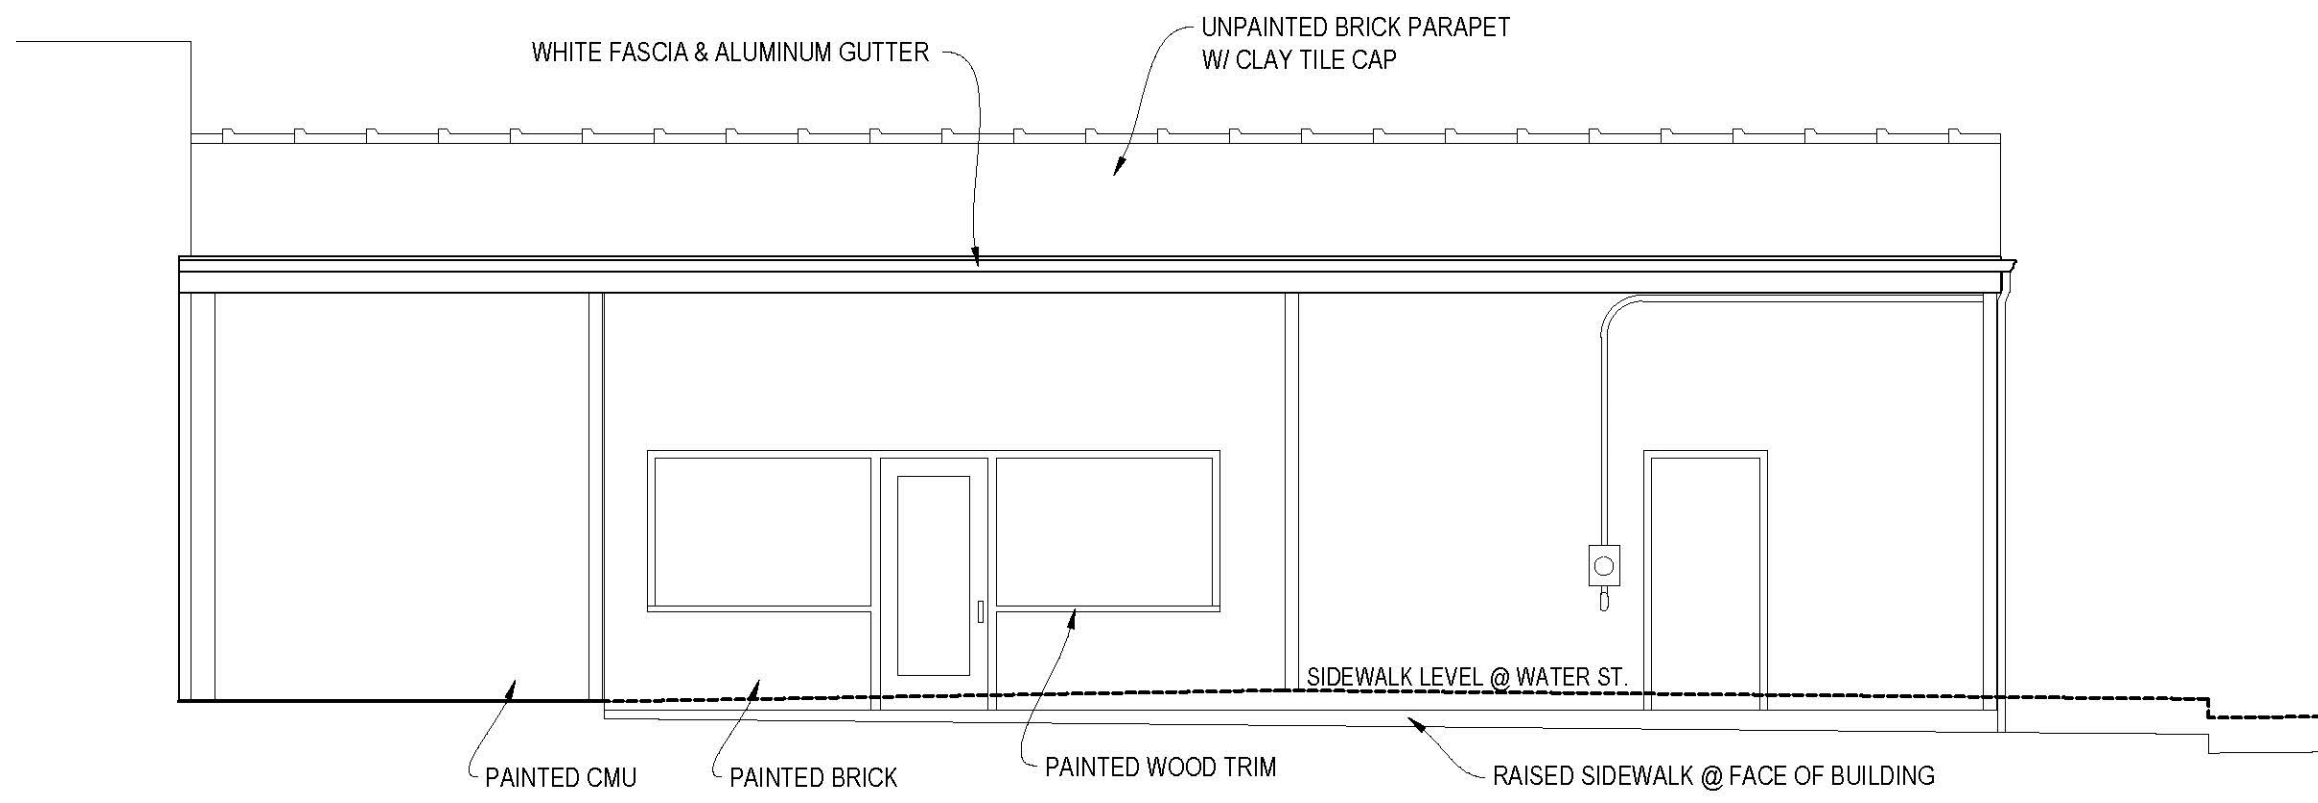 UNPAINTED BRICK PARAPET
W/ CLAY TILE CAP
WHITE FASCIA & ALUMINUM GUTTER
SIDEWALK LEVEL @ WATER ST.
PAINTED CMU
PAINTED BRICK
PAINTED WOOD TRIM
RAISED SIDEWALK @ FACE OF BUILDING